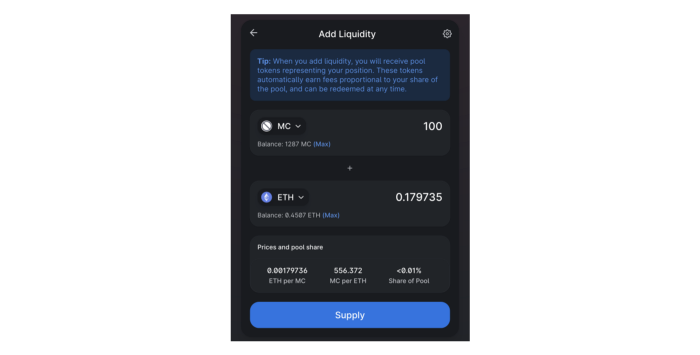 Add Liquidity
Tip: When you add liquidity, you will receive pool
tokens representing your position. These tokens
automatically earn fees proportional to your share of
the pool, and can be redeemed at any time.
MC 100
Balance: 1287 MC (Max)
+
ETH 0.179735
Balance: 0.4507 ETH (Max)
Prices and pool share
0.00179736 556.372 <0.01%
ETH per MC MC per ETH Share of Pool
Supply